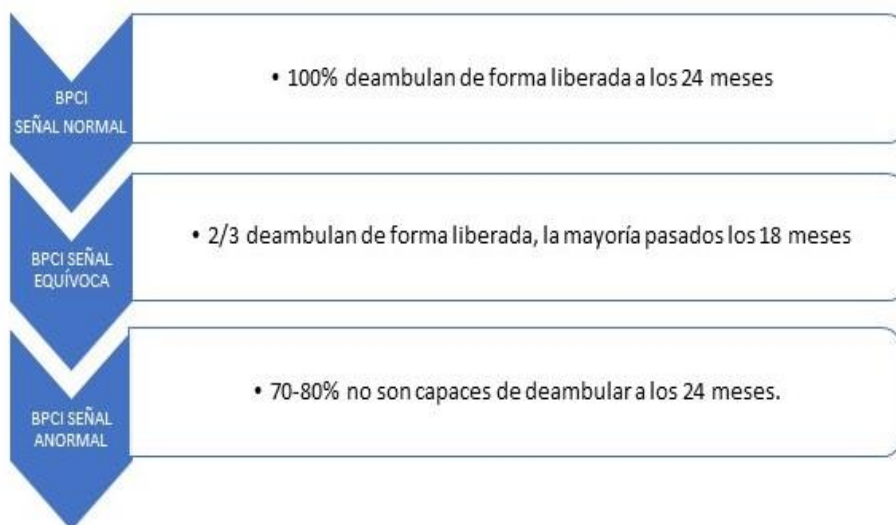 BPCI
SEÑAL NORMAL
• 100% deambulan de forma liberada a los 24 meses
BPCI SEÑAL
EQUÍVOCA
• 2/3 deambulan de forma liberada, la mayoría pasados los 18 meses
BPCI SEÑAL
ANORMAL
• 70-80% no son capaces de deambular a los 24 meses.